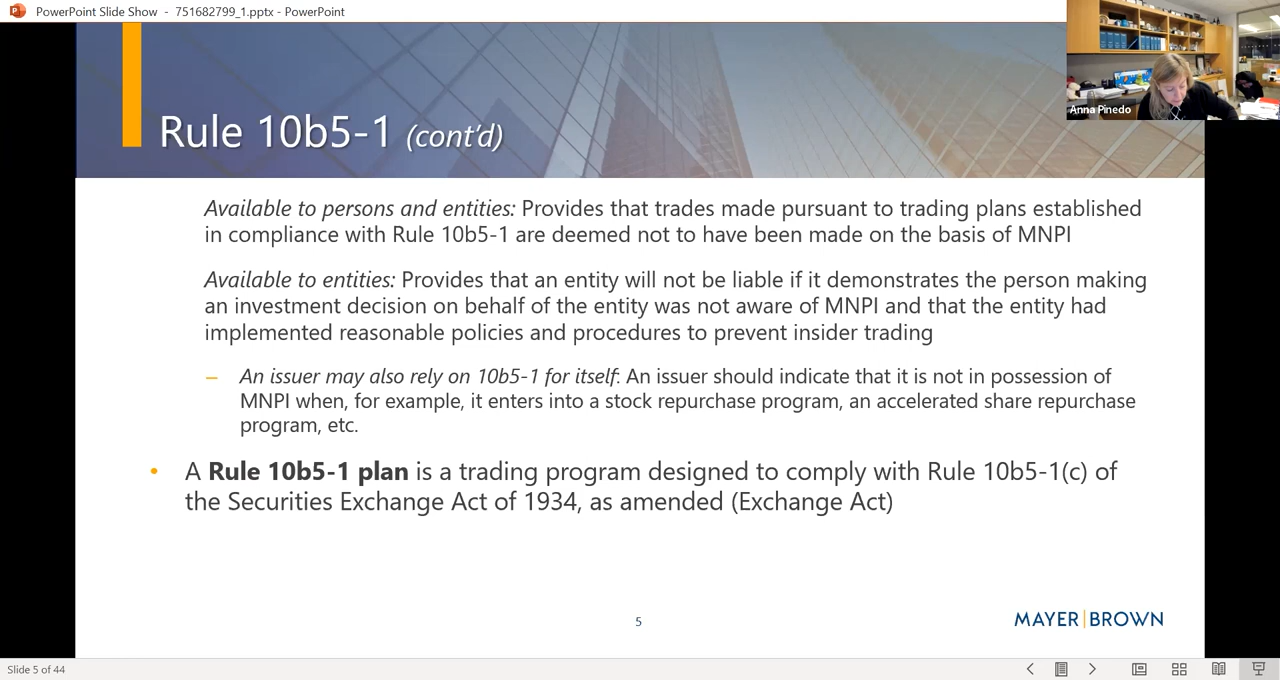 PowerPoint Slide Show - 751682799_1.pptx - PowerPoint
Anna Pinedo
Rule 10b5-1 (cont'd)
Available to persons and entities: Provides that trades made pursuant to trading plans established
in compliance with Rule 10b5-1 are deemed not to have been made on the basis of MNPI
Available to entities: Provides that an entity will not be liable if it demonstrates the person making
an investment decision on behalf of the entity was not aware of MNPI and that the entity had
implemented reasonable policies and procedures to prevent insider trading
– An issuer may also rely on 10b5-1 for itself: An issuer should indicate that it is not in possession of
MNPI when, for example, it enters into a stock repurchase program, an accelerated share repurchase
program, etc.
• A Rule 10b5-1 plan is a trading program designed to comply with Rule 10b5-1(c) of
the Securities Exchange Act of 1934, as amended (Exchange Act)
5
MAYER|BROWN
Slide 5 of 44